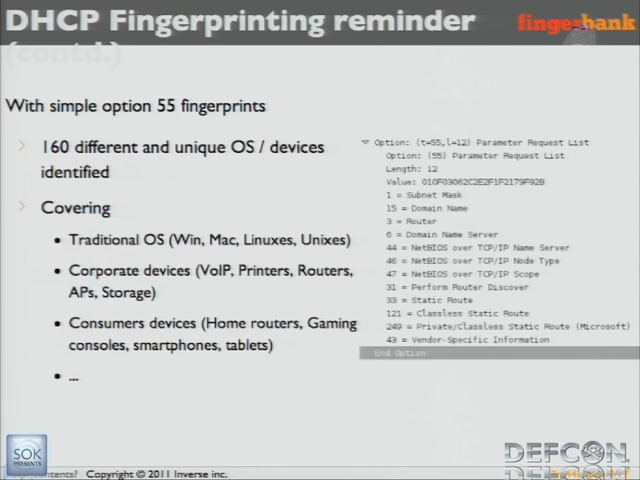 DHCP Fingerprinting reminder
(contd.)
fingerbank
With simple option 55 fingerprints
160 different and unique OS / devices
identified
Covering
• Traditional OS (Win, Mac, Linuxes, Unixes)
• Corporate devices (VoIP, Printers, Routers,
APs, Storage)
• Consumers devices (Home routers, Gaming
consoles, smartphones, tablets)
• ...
Option: (t=55,l=12) Parameter Request List
Option: (55) Parameter Request List
Length: 12
Value: 010F03062C2E2F1F2179F92B
1 = Subnet Mask
15 = Domain Name
3 = Router
6 = Domain Name Server
44 = NetBIOS over TCP/IP Name Server
46 = NetBIOS over TCP/IP Node Type
47 = NetBIOS over TCP/IP Scope
31 = Perform Router Discover
33 = Static Route
121 = Classless Static Route
249 = Private/Classless Static Route (Microsoft)
43 = Vendor-Specific Information
End Option
SOK
PRESENTS
Copyright © 2011 Inverse inc.
DEFCON